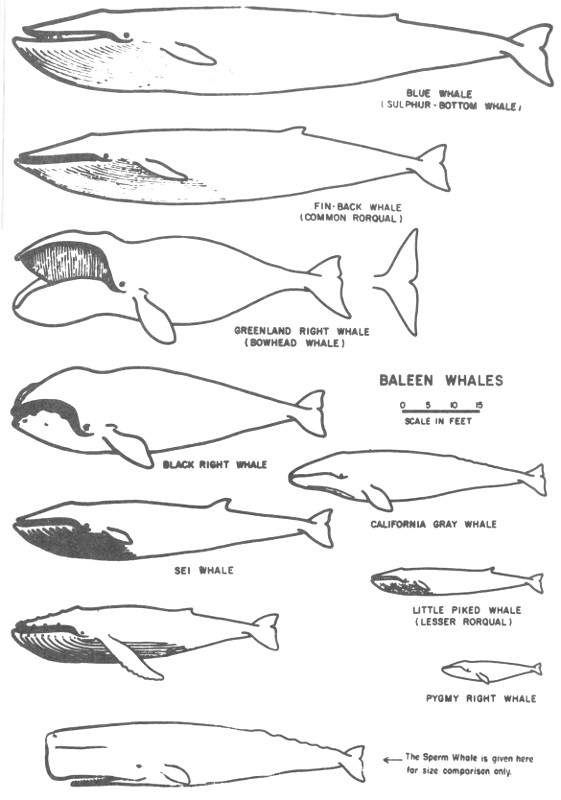 BLUE WHALE
(SULPHUR-BOTTOM WHALE)
FIN-BACK WHALE
(COMMON RORQUAL)
GREENLAND RIGHT WHALE
(BOWHEAD WHALE)
BALEEN WHALES
0 5 10 15
SCALE IN FEET
BLACK RIGHT WHALE
CALIFORNIA GRAY WHALE
SEI WHALE
LITTLE PIKED WHALE
(LESSER RORQUAL)
PYGMY RIGHT WHALE
The Sperm Whale is given here
for size comparison only.